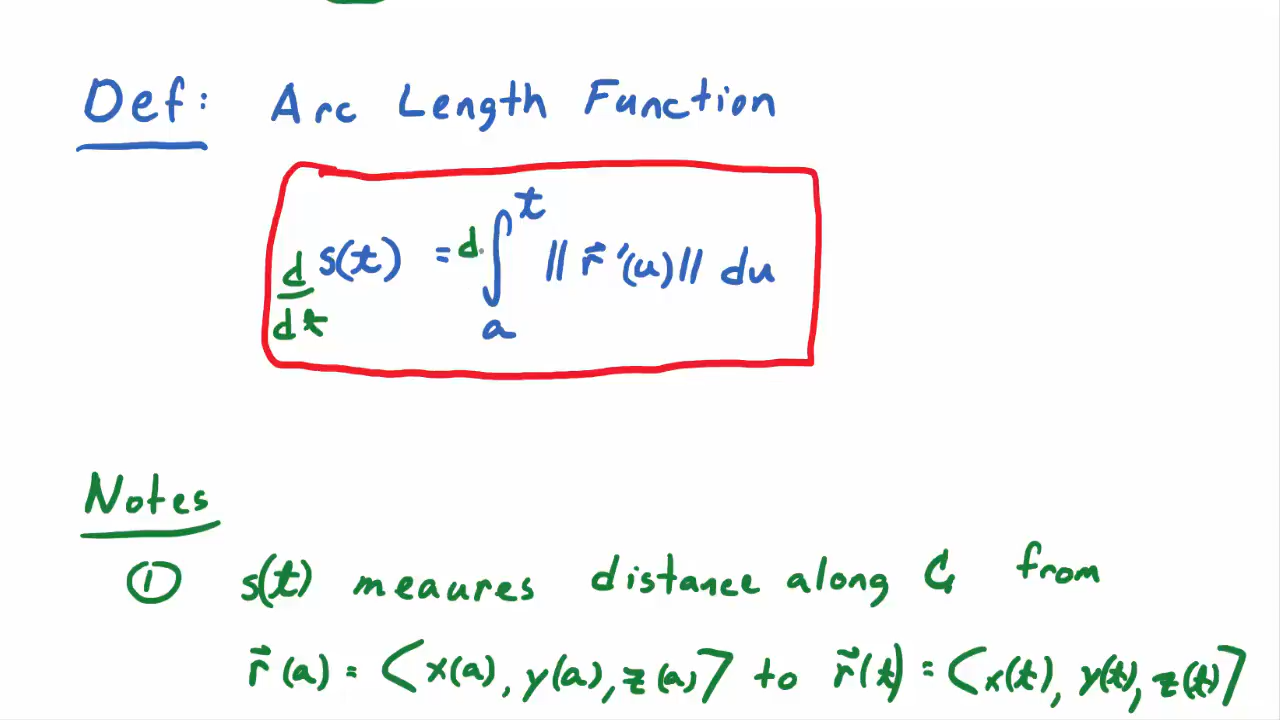 Def: Arc Length Function
d/dt s(t) = d ∫_a^t ‖ r⃗ '(u) ‖ du
Notes
① s(t) meaures distance along C from
r⃗(a) = ⟨x(a), y(a), z(a)⟩ to r⃗(t) = ⟨x(t), y(t), z(t)⟩